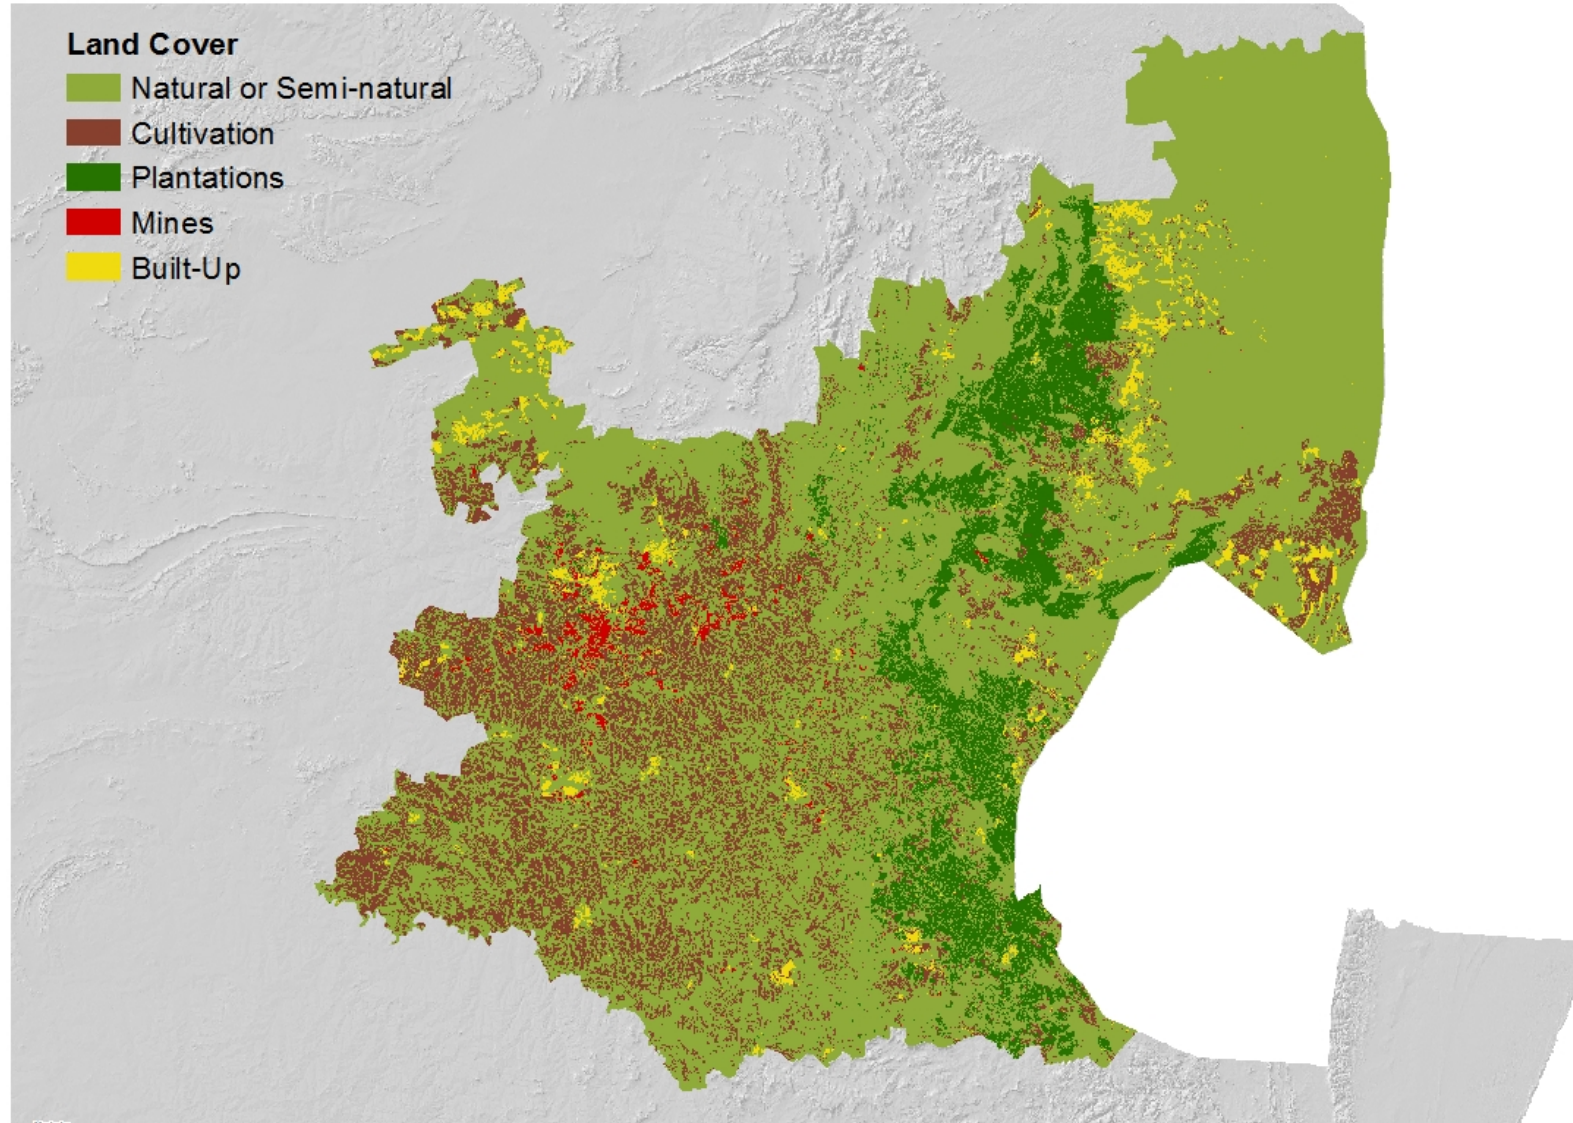 Land Cover
Natural or Semi-natural
Cultivation
Plantations
Mines
Built-Up